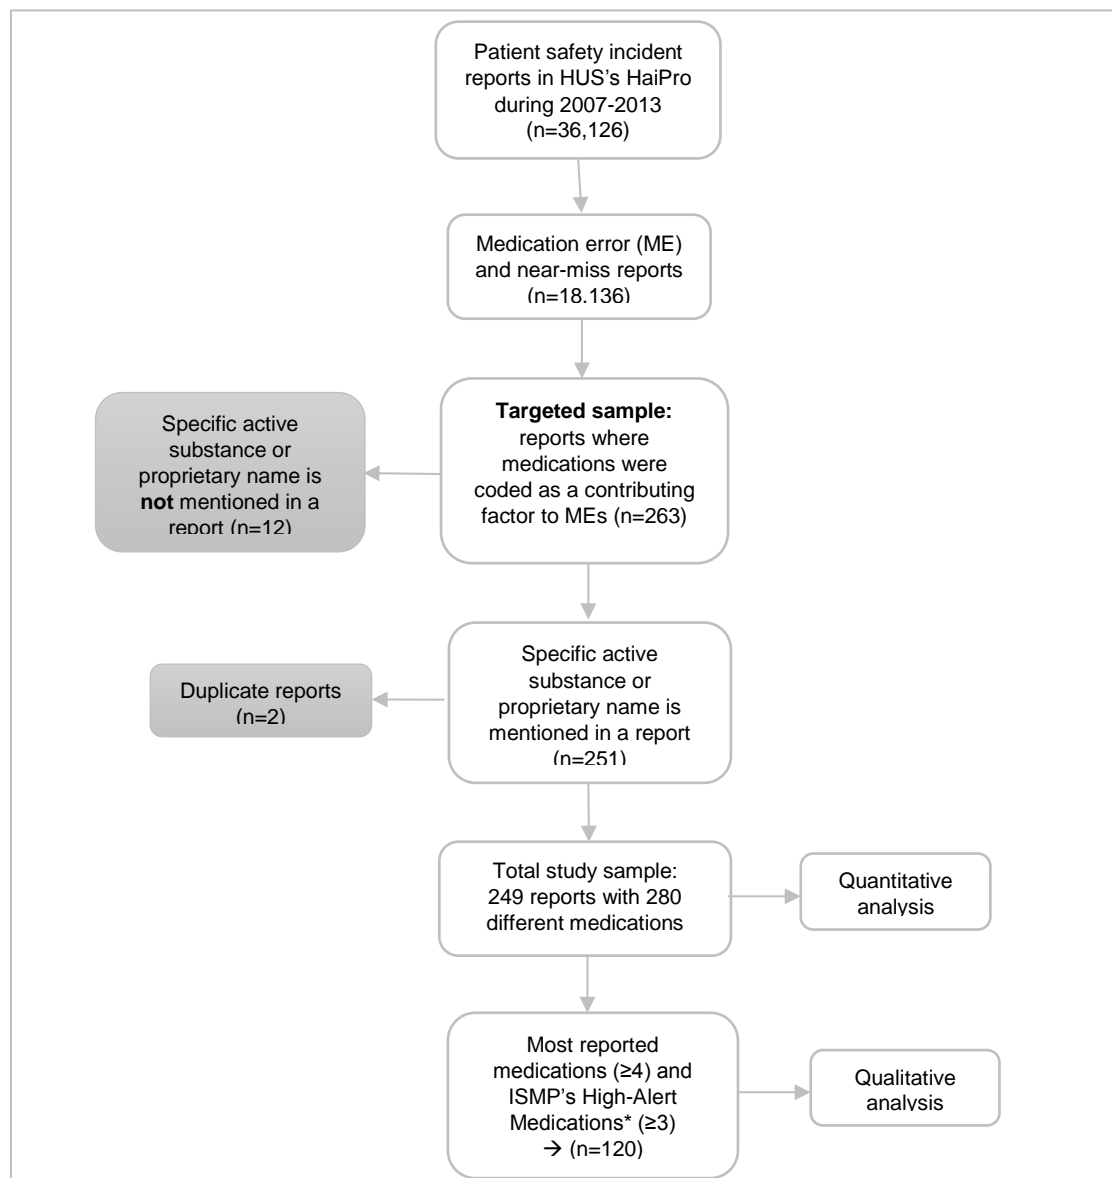 Patient safety incident
reports in HUS’s HaiPro
during 2007-2013
(n=36,126)
Medication error (ME)
and near-miss reports
(n=18,136)
Targeted sample:
reports where
medications were
coded as a contributing
factor to MEs (n=263)
Specific active
substance or
proprietary name is
not mentioned in a
report (n=12)
Specific active
substance or
proprietary name is
mentioned in a report
(n=251)
Duplicate reports
(n=2)
Total study sample:
249 reports with 280
different medications
Quantitative
analysis
Most reported
medications (≥4) and
ISMP’s High-Alert
Medications* (≥3)
→ (n=120)
Qualitative
analysis